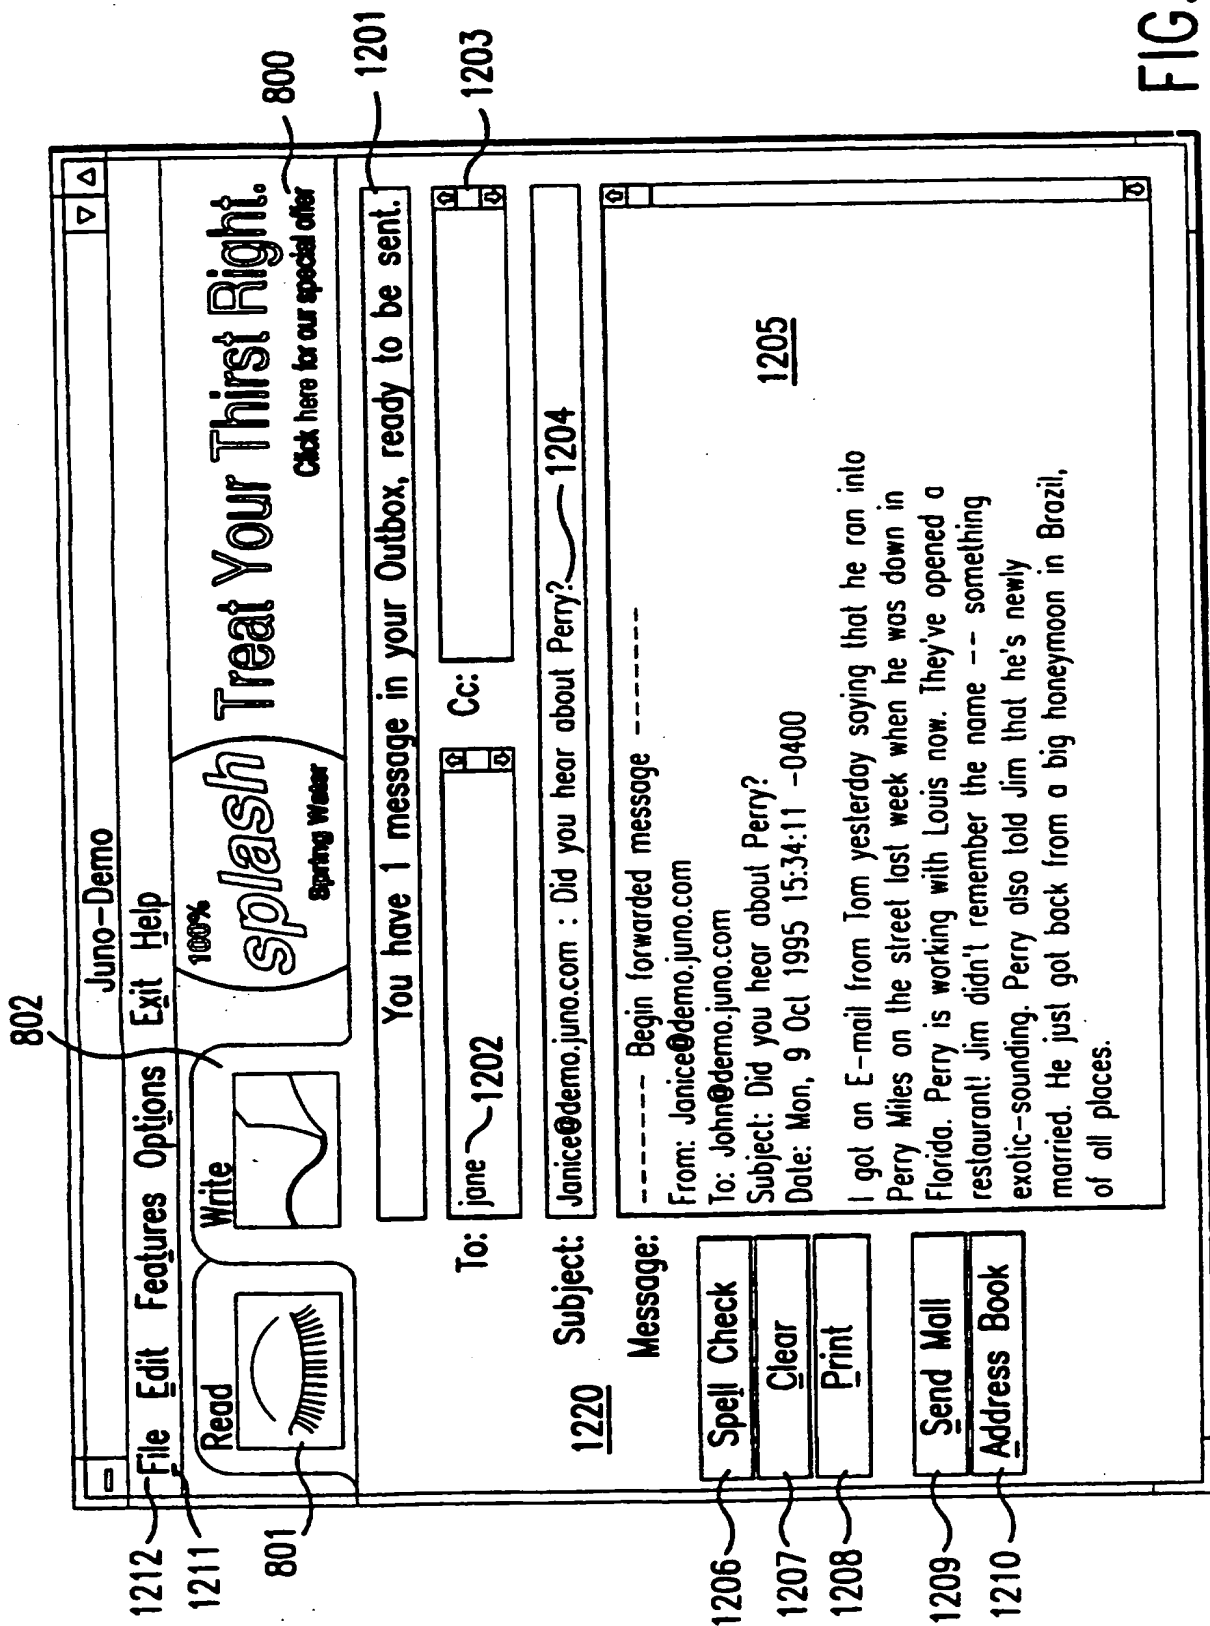 802
Juno-Demo
1212
File Edit Features Options Exit Help
1211
Read
Write
100%
splash
Spring Water
Treat Your Thirst Right.
Click here for our special offer
800
801
You have 1 message in your Outbox, ready to be sent.
1201
To: jane 1202
Cc:
1203
Subject: Janice@demo.juno.com : Did you hear about Perry? 1204
1220
Message:
------ Begin forwarded message ------
From: Janice@demo.juno.com
To: John@demo.juno.com
Subject: Did you hear about Perry?
Date: Mon, 9 Oct 1995 15:34:11 -0400
1205
I got an E-mail from Tom yesterday saying that he ran into
Perry Miles on the street last week when he was down in
Florida. Perry is working with Louis now. They've opened a
restaurant! Jim didn't remember the name -- something
exotic-sounding. Perry also told Jim that he's newly
married. He just got back from a big honeymoon in Brazil,
of all places.
1206 Spell Check
1207 Clear
1208 Print
1209 Send Mail
1210 Address Book
FIG.